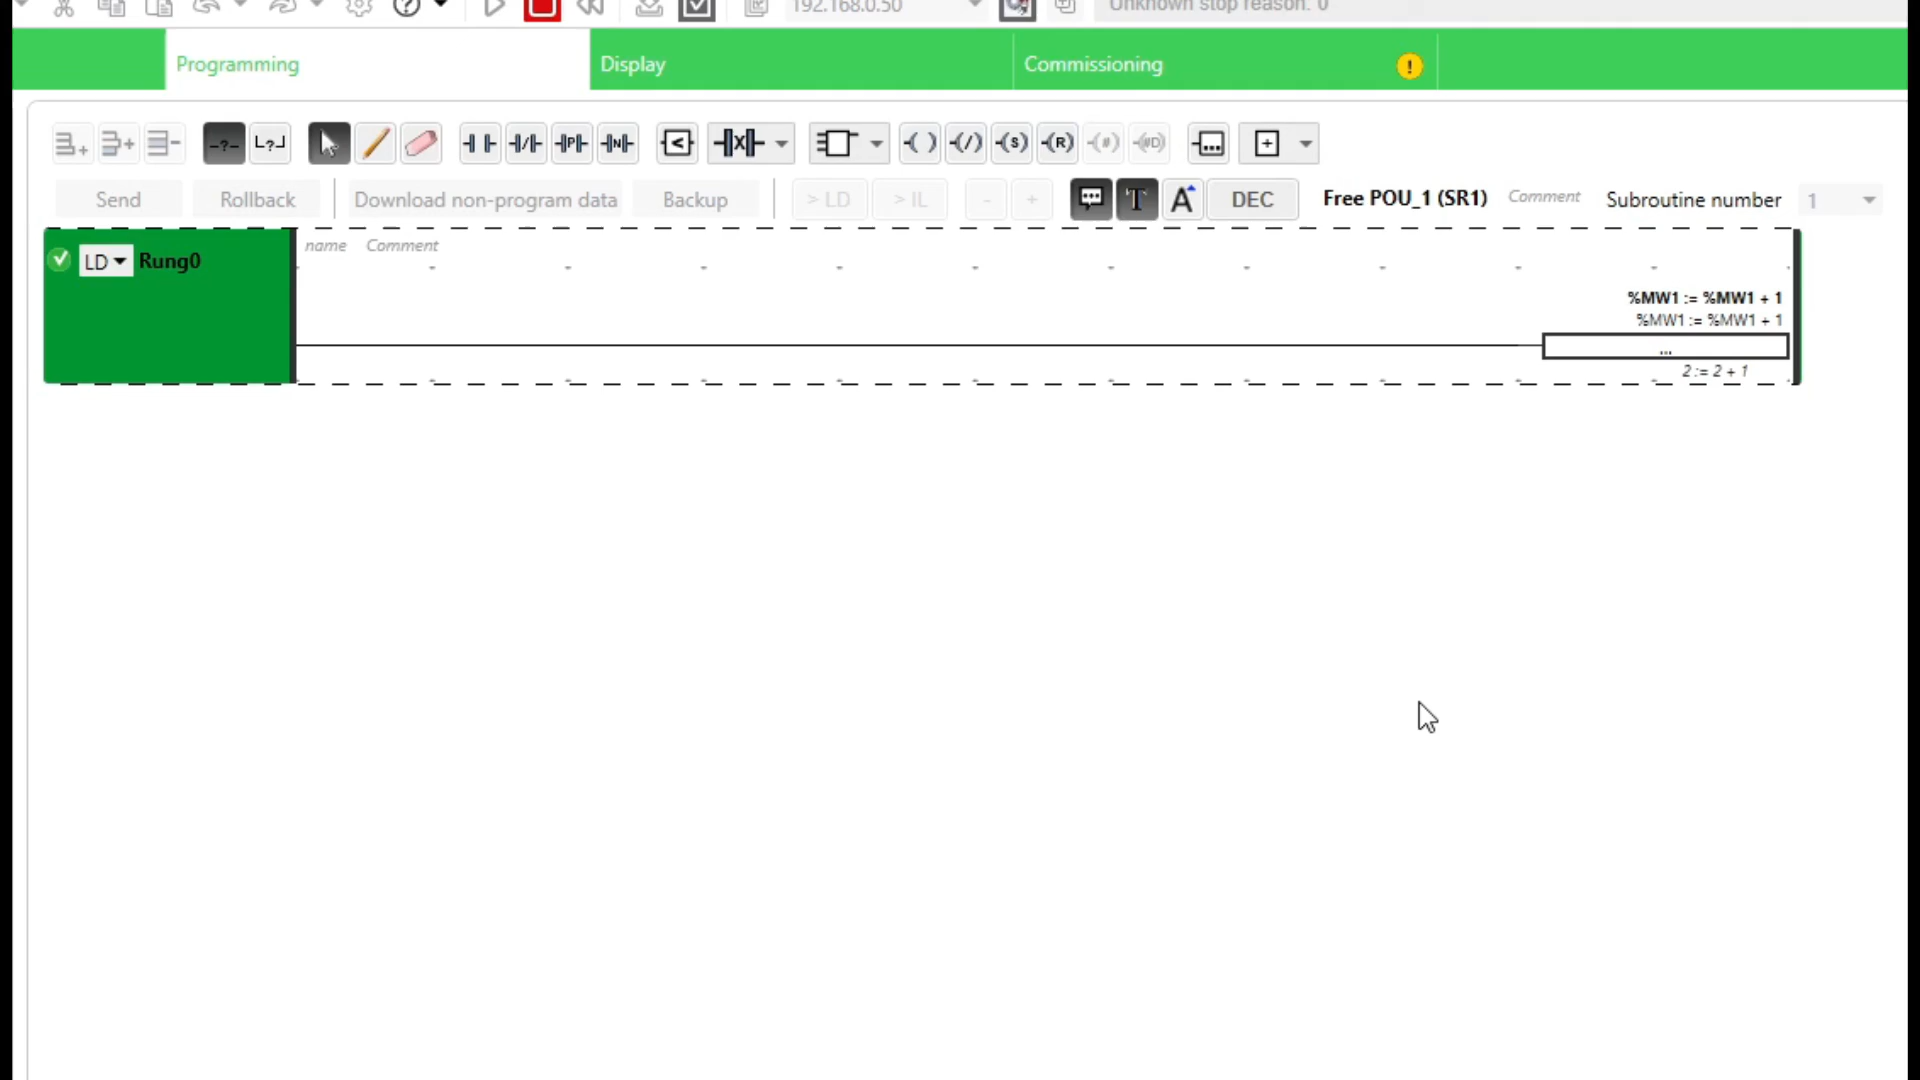 192.168.0.50
Unknown stop reason: 0
Programming
Display
Commissioning
!
-?-
L?┘
P
N
<
X
( )
(/)
(S)
(R)
(#)
(#D)
...
+
Send
Rollback
Download non-program data
Backup
> LD
> IL
-
+
T
A
DEC
Free POU_1 (SR1)
Comment
Subroutine number
1
LD
Rung0
name
Comment
%MW1 := %MW1 + 1
%MW1 := %MW1 + 1
...
2 := 2 + 1